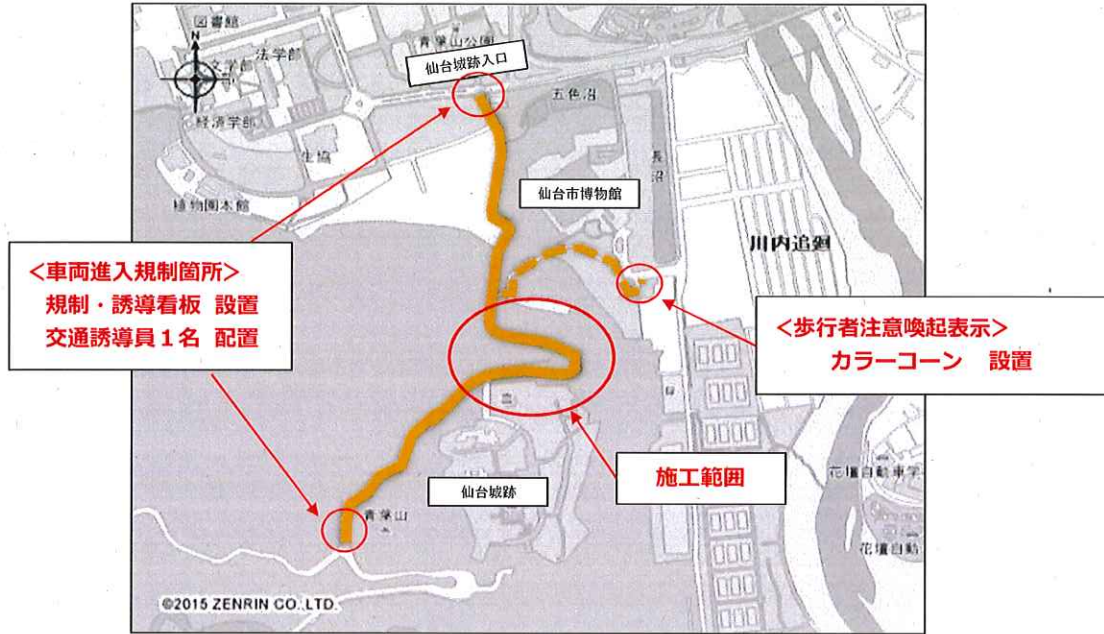 図書館
N
文学部
法学部
青葉山公園
仙台城跡入口
五色沼
経済学部
生協
長沼
植物園本館
仙台市博物館
川内追廻
<車両進入規制箇所>
規制・誘導看板 設置
交通誘導員1名 配置
<歩行者注意喚起表示>
カラーコーン 設置
施工範囲
仙台城跡
青葉山
花壇自動車学
花壇自動
©2015 ZENRIN CO.,LTD.